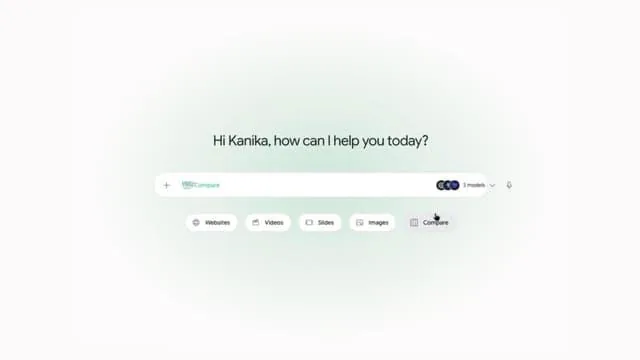 Hi Kanika, how can I help you today?
Compare
3 models
Websites
Videos
Slides
Images
Compare